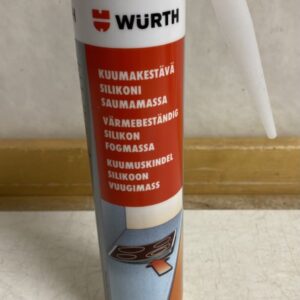 WÜRTH
KUUMAKESTÄVÄ
SILIKONI
SAUMAMASSA
VÄRMEBESTÄNDIG
SILIKON
FOGMASSA
KUUMUSKINDEL
SILIKOON
VUUGIMASS